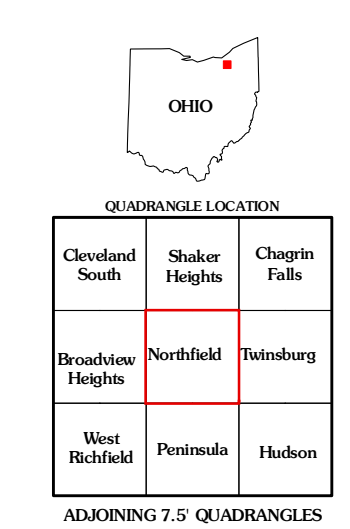 OHIO
QUADRANGLE LOCATION
Cleveland South
Shaker Heights
Chagrin Falls
Broadview Heights
Northfield
Twinsburg
West Richfield
Peninsula
Hudson
ADJOINING 7.5' QUADRANGLES